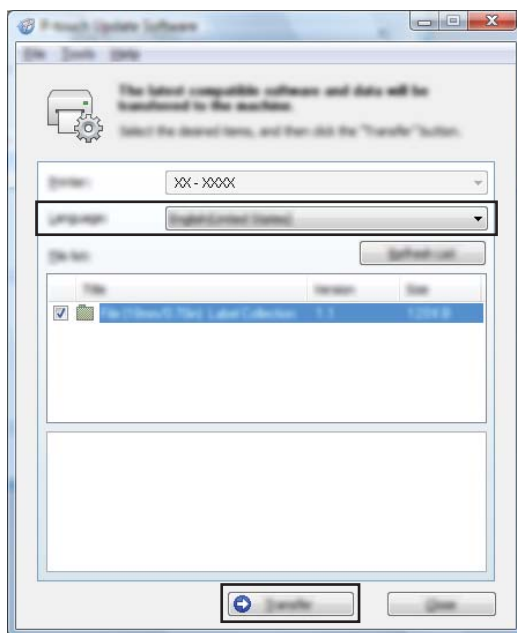 P-touch Update Software
File Tools Help
The latest compatible software and data will be
transferred to the machine.
Select the desired items, and then click the "Transfer" button.
Printer: XX - XXXX
Language: English(United States)
File list: Refresh List
Title Version Size
Label Collection 1.1
Transfer Close